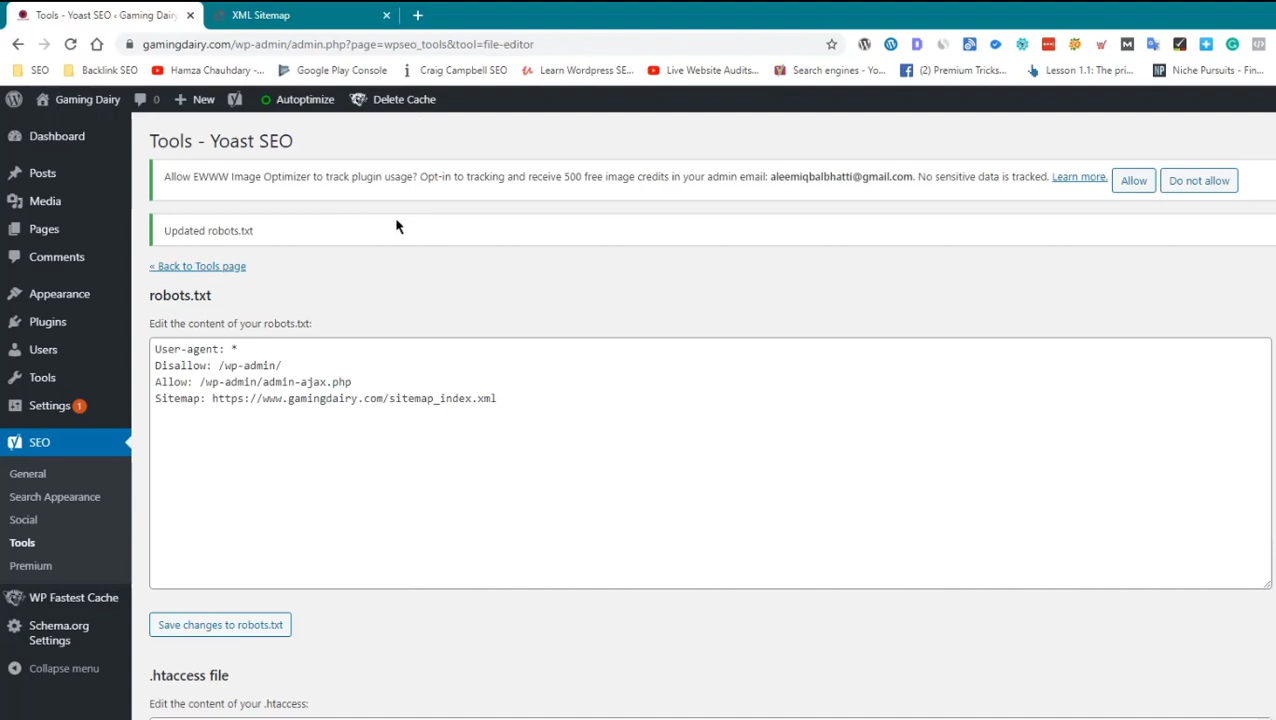 Tools - Yoast SEO ‹ Gaming Dairy
XML Sitemap
gamingdairy.com/wp-admin/admin.php?page=wpseo_tools&tool=file-editor
SEO
Backlink SEO
Hamza Chauhdary -...
Google Play Console
Craig Campbell SEO
Learn Wordpress SE...
Live Website Audits...
Search engines - Yo...
(2) Premium Tricks...
Lesson 1.1: The pri...
Niche Pursuits - Fin...
Gaming Dairy
0
New
Autoptimize
Delete Cache
Dashboard
Posts
Media
Pages
Comments
Appearance
Plugins
Users
Tools
Settings 1
SEO
General
Search Appearance
Social
Tools
Premium
WP Fastest Cache
Schema.org
Settings
Collapse menu
Tools - Yoast SEO
Allow EWWW Image Optimizer to track plugin usage? Opt-in to tracking and receive 500 free image credits in your admin email: aleemiqbalbhatti@gmail.com. No sensitive data is tracked. Learn more.
Allow
Do not allow
Updated robots.txt
« Back to Tools page
robots.txt
Edit the content of your robots.txt:
User-agent: *
Disallow: /wp-admin/
Allow: /wp-admin/admin-ajax.php
Sitemap: https://www.gamingdairy.com/sitemap_index.xml
Save changes to robots.txt
.htaccess file
Edit the content of your .htaccess: